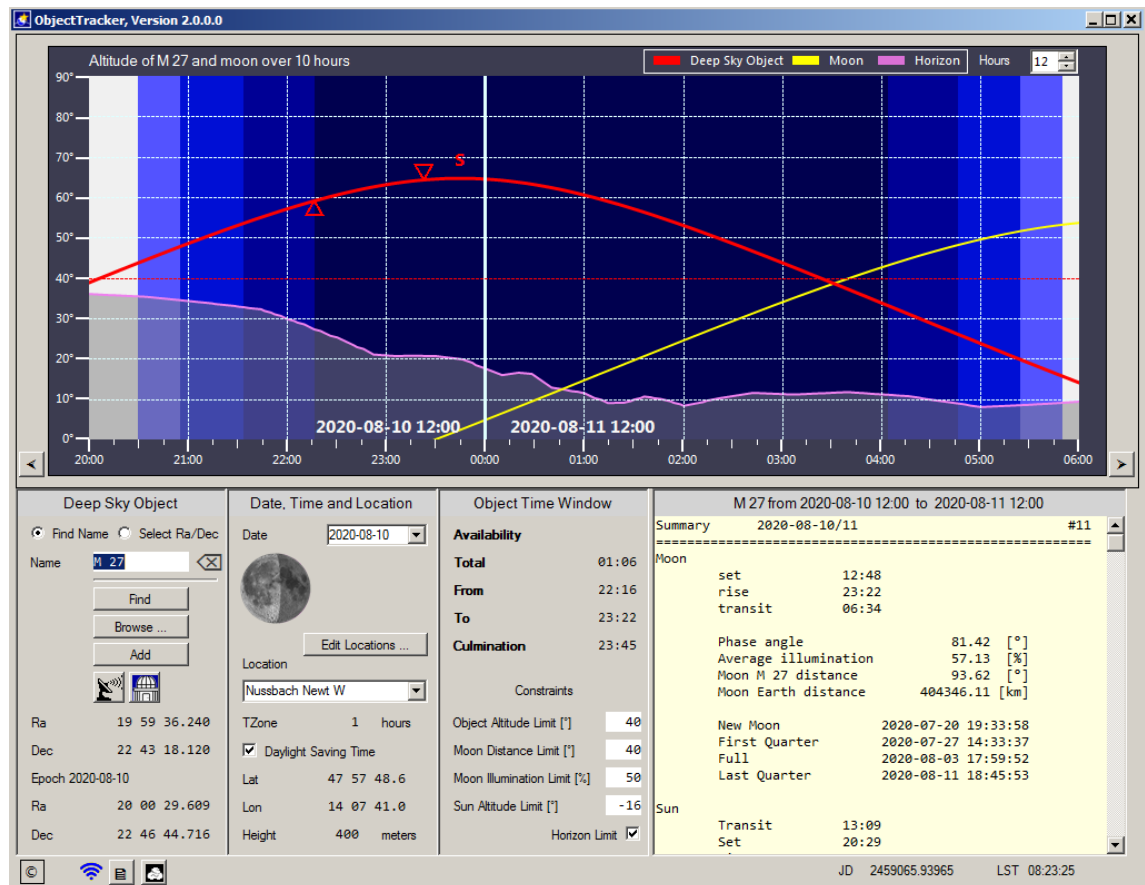 ObjectTracker, Version 2.0.0.0
Altitude of M 27 and moon over 10 hours
Deep Sky Object Moon Horizon Hours 12
90°
80°
70°
S
60°
50°
40°
30°
20°
10°
2020-08-10 12:00 2020-08-11 12:00
0°
20:00 21:00 22:00 23:00 00:00 01:00 02:00 03:00 04:00 05:00 06:00
Deep Sky Object
Find Name Select Ra/Dec
Name M 27
Find
Browse ...
Add
Ra 19 59 36.240
Dec 22 43 18.120
Epoch 2020-08-10
Ra 20 00 29.609
Dec 22 46 44.716
Date, Time and Location
Date 2020-08-10
Edit Locations ...
Location
Nussbach Newt W
TZone 1 hours
Daylight Saving Time
Lat 47 57 48.6
Lon 14 07 41.0
Height 400 meters
Object Time Window
Availability
Total 01:06
From 22:16
To 23:22
Culmination 23:45
Constraints
Object Altitude Limit [°] 40
Moon Distance Limit [°] 40
Moon Illumination Limit [%] 50
Sun Altitude Limit [°] -16
Horizon Limit
M 27 from 2020-08-10 12:00 to 2020-08-11 12:00
Summary 2020-08-10/11 #11
======================================================
Moon
set 12:48
rise 23:22
transit 06:34
Phase angle 81.42 [°]
Average illumination 57.13 [%]
Moon M 27 distance 93.62 [°]
Moon Earth distance 404346.11 [km]
New Moon 2020-07-20 19:33:58
First Quarter 2020-07-27 14:33:37
Full 2020-08-03 17:59:52
Last Quarter 2020-08-11 18:45:53
Sun
Transit 13:09
Set 20:29
©
JD 2459065.93965 LST 08:23:25